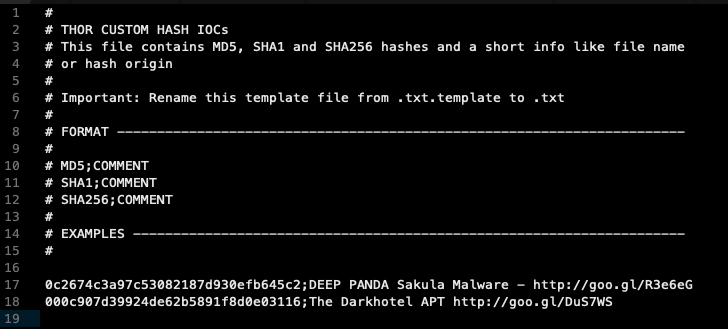 1 #
2 # THOR CUSTOM HASH IOCs
3 # This file contains MD5, SHA1 and SHA256 hashes and a short info like file name
4 # or hash origin
5 #
6 # Important: Rename this template file from .txt.template to .txt
7 #
8 # FORMAT -----------------------------------------------------------------------
9 #
10 # MD5;COMMENT
11 # SHA1;COMMENT
12 # SHA256;COMMENT
13 #
14 # EXAMPLES ---------------------------------------------------------------------
15 #
16
17 0c2674c3a97c53082187d930efb645c2;DEEP PANDA Sakula Malware – http://goo.gl/R3e6eG
18 000c907d39924de62b5891f8d0e03116;The Darkhotel APT http://goo.gl/DuS7WS
19